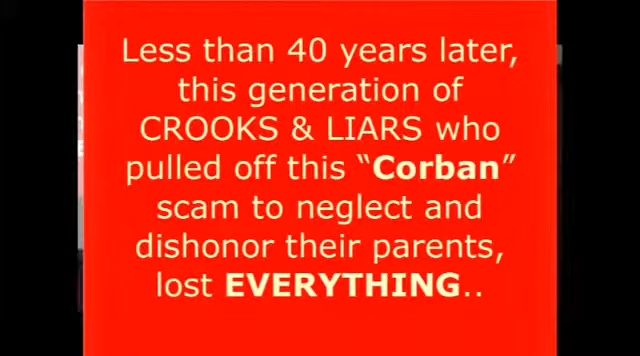 Less than 40 years later,
this generation of
CROOKS & LIARS who
pulled off this “Corban”
scam to neglect and
dishonor their parents,
lost EVERYTHING..